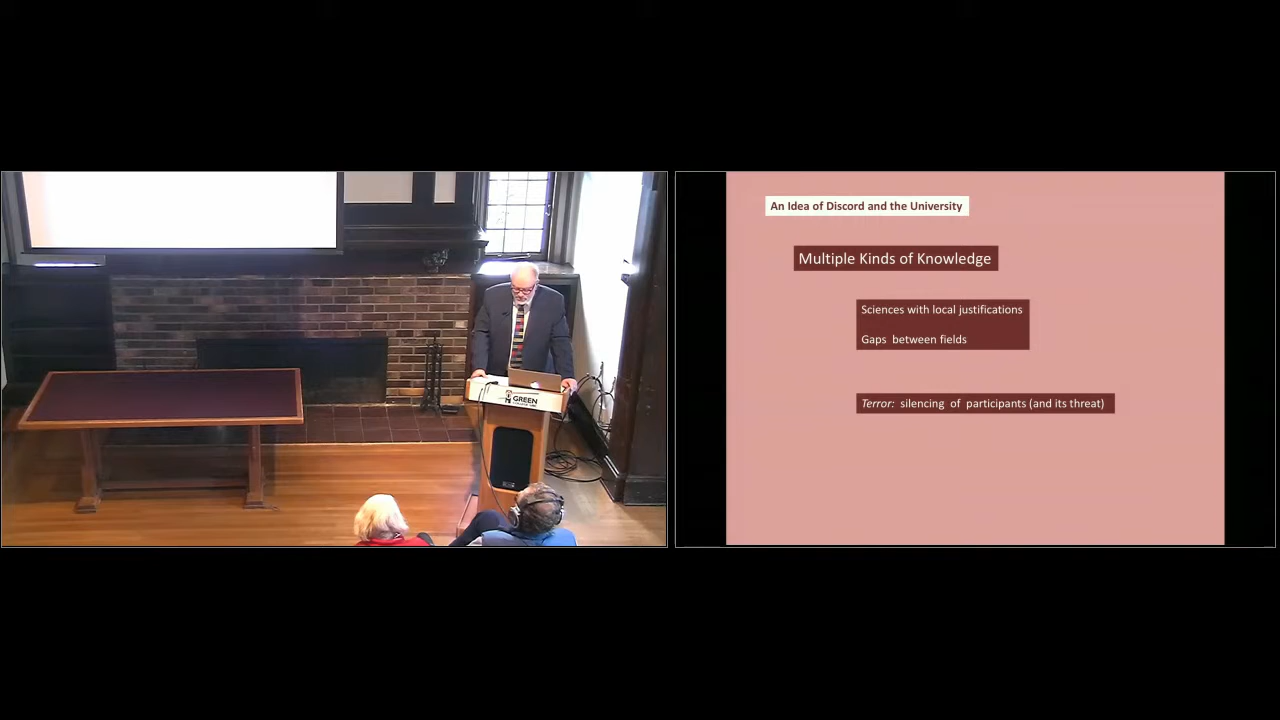 GREEN
An Idea of Discord and the University
Multiple Kinds of Knowledge
Sciences with local justifications
Gaps between fields
Terror: silencing of participants (and its threat)